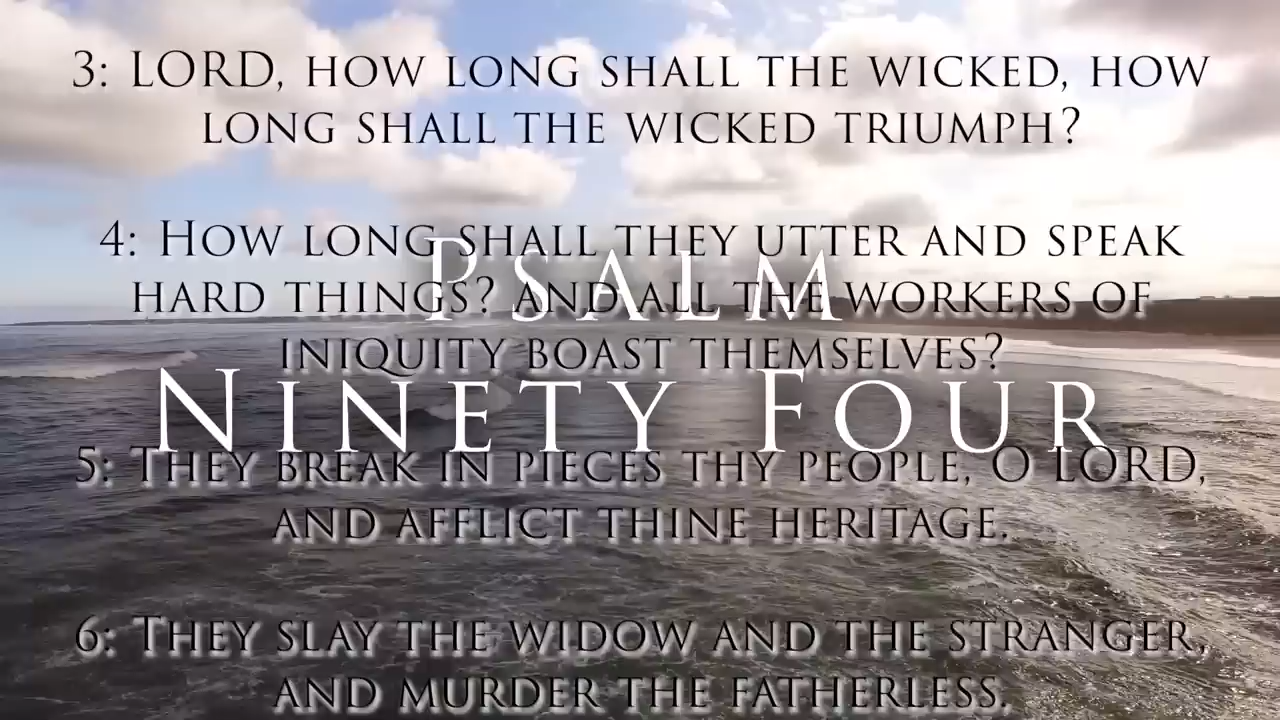 3: LORD, HOW LONG SHALL THE WICKED, HOW
LONG SHALL THE WICKED TRIUMPH?
4: HOW LONG SHALL THEY UTTER AND SPEAK
HARD THINGS? AND ALL THE WORKERS OF
INIQUITY BOAST THEMSELVES?
PSALM
NINETY FOUR
5: THEY BREAK IN PIECES THY PEOPLE, O LORD,
AND AFFLICT THINE HERITAGE.
6: THEY SLAY THE WIDOW AND THE STRANGER,
AND MURDER THE FATHERLESS.